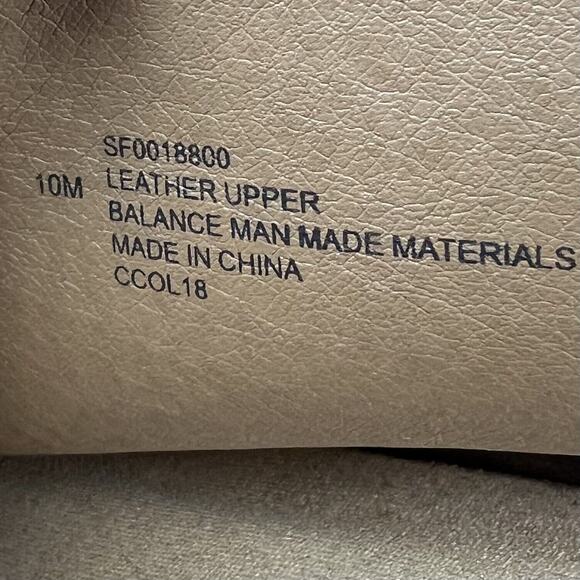 SF0018800
10M LEATHER UPPER
BALANCE MAN MADE MATERIALS
MADE IN CHINA
CCOL18